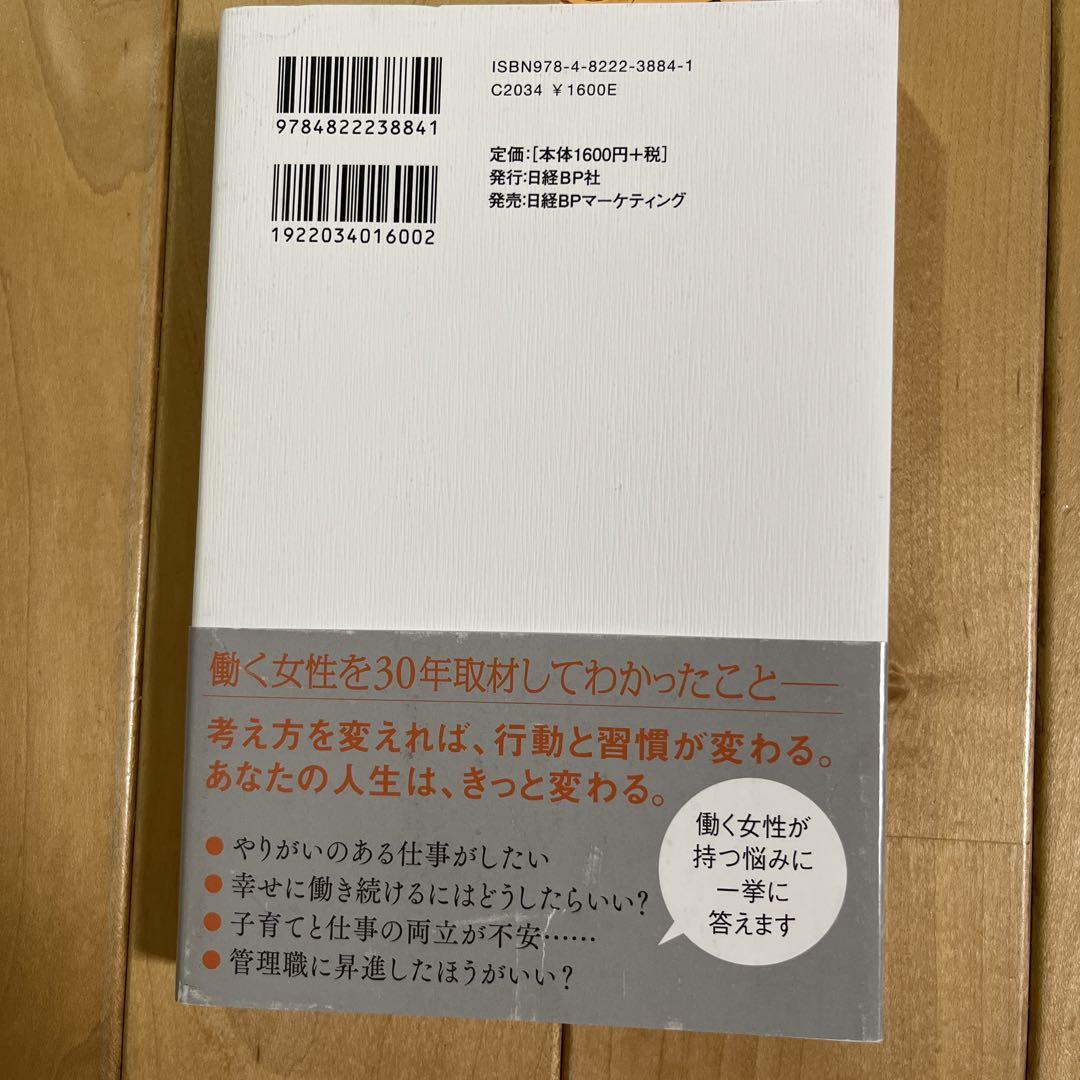 ISBN978-4-8222-3884-1
C2034 ¥1600E
9784822238841
定価:[本体1600円+税]
発行:日経BP社
発売:日経BPマーケティング
1922034016002
働く女性を30年取材してわかったこと――
考え方を変えれば、行動と習慣が変わる。
あなたの人生は、きっと変わる。
● やりがいのある仕事がしたい
● 幸せに働き続けるにはどうしたらいい?
● 子育てと仕事の両立が不安……
● 管理職に昇進したほうがいい?
働く女性が
持つ悩みに
一挙に
答えます